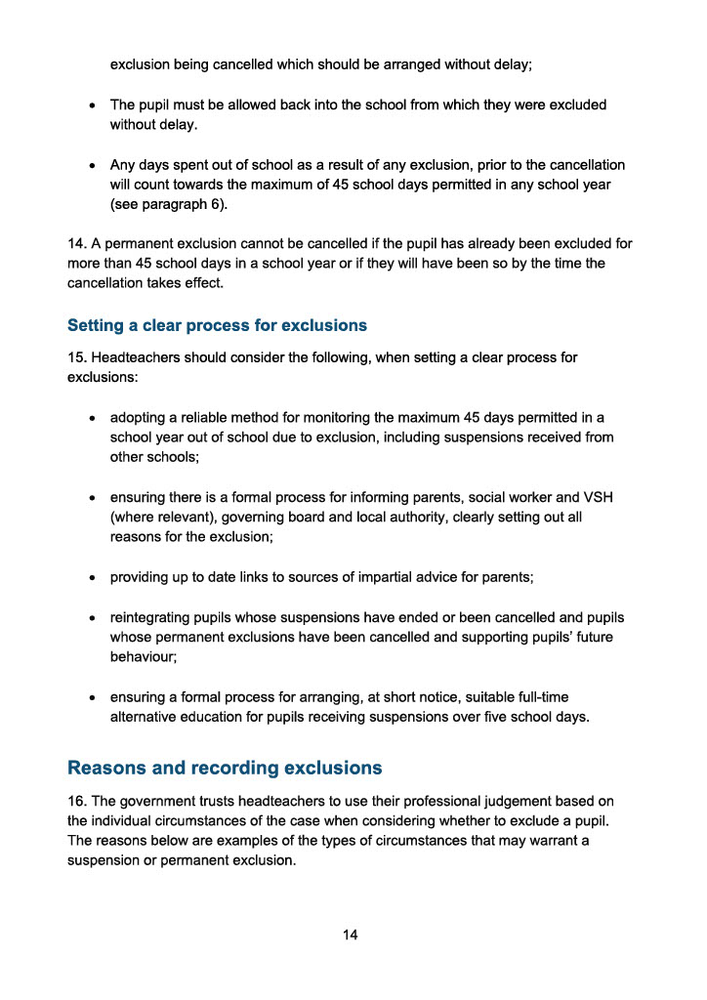 exclusion being cancelled which should be arranged without delay;
• The pupil must be allowed back into the school from which they were excluded
without delay.
• Any days spent out of school as a result of any exclusion, prior to the cancellation
will count towards the maximum of 45 school days permitted in any school year
(see paragraph 6).
14. A permanent exclusion cannot be cancelled if the pupil has already been excluded for
more than 45 school days in a school year or if they will have been so by the time the
cancellation takes effect.
Setting a clear process for exclusions
15. Headteachers should consider the following, when setting a clear process for
exclusions:
• adopting a reliable method for monitoring the maximum 45 days permitted in a
school year out of school due to exclusion, including suspensions received from
other schools;
• ensuring there is a formal process for informing parents, social worker and VSH
(where relevant), governing board and local authority, clearly setting out all
reasons for the exclusion;
• providing up to date links to sources of impartial advice for parents;
• reintegrating pupils whose suspensions have ended or been cancelled and pupils
whose permanent exclusions have been cancelled and supporting pupils' future
behaviour;
• ensuring a formal process for arranging, at short notice, suitable full-time
alternative education for pupils receiving suspensions over five school days.
Reasons and recording exclusions
16. The government trusts headteachers to use their professional judgement based on
the individual circumstances of the case when considering whether to exclude a pupil.
The reasons below are examples of the types of circumstances that may warrant a
suspension or permanent exclusion.
14